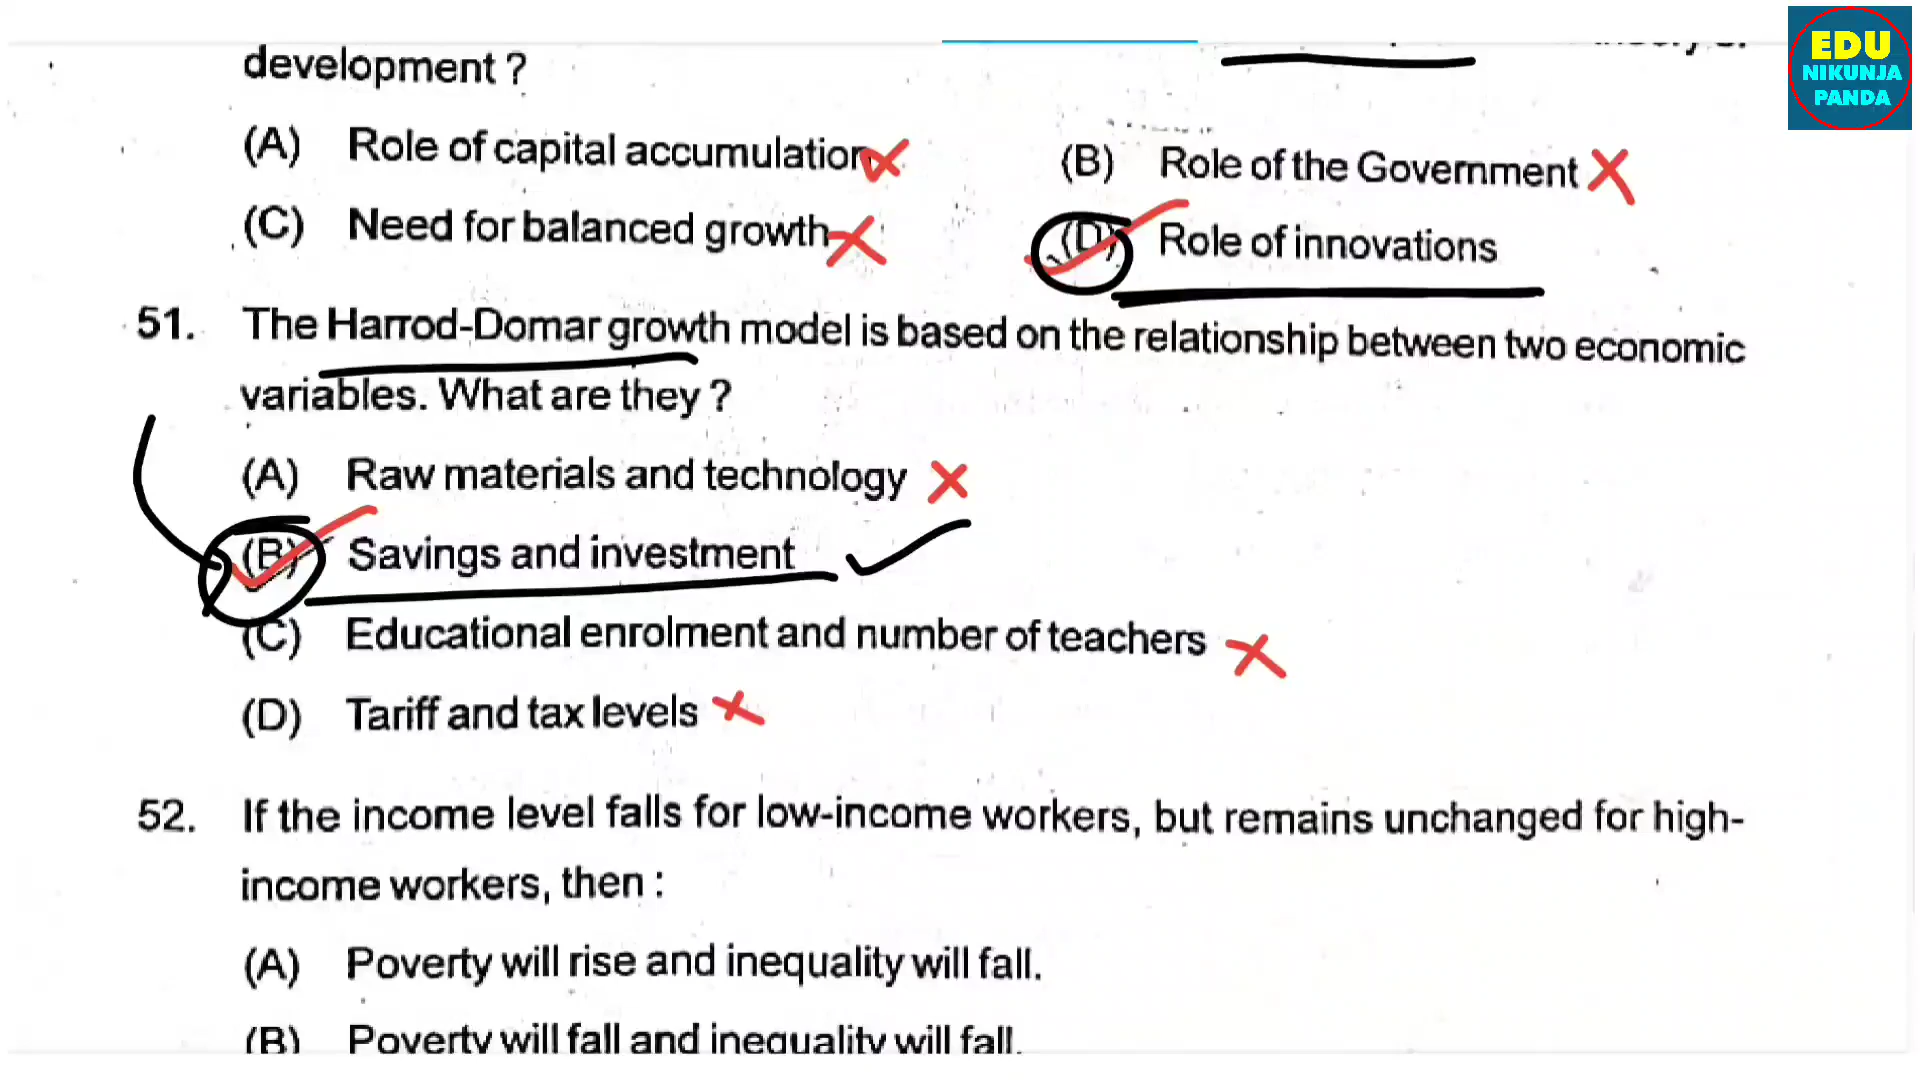 EDU
NIKUNJA
PANDA
development ?
(A) Role of capital accumulation
(B) Role of the Government
(C) Need for balanced growth
(D) Role of innovations
51. The Harrod-Domar growth model is based on the relationship between two economic
variables. What are they ?
(A) Raw materials and technology
(B) Savings and investment
(C) Educational enrolment and number of teachers
(D) Tariff and tax levels
52. If the income level falls for low-income workers, but remains unchanged for high-
income workers, then :
(A) Poverty will rise and inequality will fall.
(B) Poverty will fall and inequality will fall.